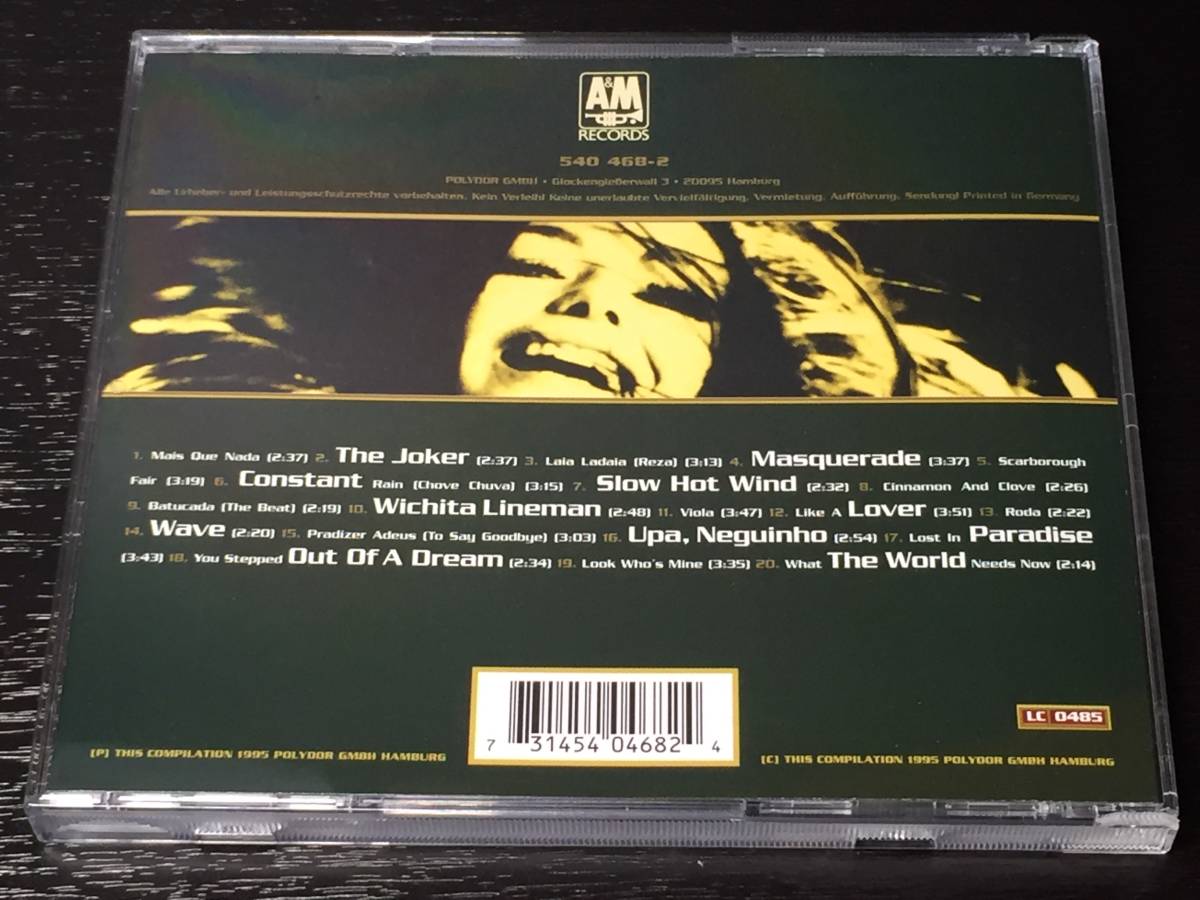 A&M
RECORDS
540 468-2
POLYDOR GMBH • Glockengießerwall 3 • 20095 Hamburg
Alle Urheber- und Leistungsschutzrechte vorbehalten. Kein Verleih! Keine unerlaubte Vervielfältigung, Vermietung, Aufführung, Sendung! Printed in Germany
1. Mais Que Nada (2:37) 2. The Joker (2:37) 3. Laia Ladaia (Reza) (3:13) 4. Masquerade (3:37) 5. Scarborough
Fair (3:19) 6. Constant Rain (Chove Chuva) (3:15) 7. Slow Hot Wind (2:32) 8. Cinnamon And Clove (2:26)
9. Batucada (The Beat) (2:19) 10. Wichita Lineman (2:48) 11. Viola (3:47) 12. Like A Lover (3:51) 13. Roda (2:22)
14. Wave (2:20) 15. Pradizer Adeus (To Say Goodbye) (3:03) 16. Upa, Neguinho (2:54) 17. Lost In Paradise
(3:43) 18. You Stepped Out Of A Dream (2:34) 19. Look Who's Mine (3:35) 20. What The World Needs Now (2:14)
LC 0485
7 31454 04682 4
(P) THIS COMPILATION 1995 POLYDOR GMBH HAMBURG
(C) THIS COMPILATION 1995 POLYDOR GMBH HAMBURG